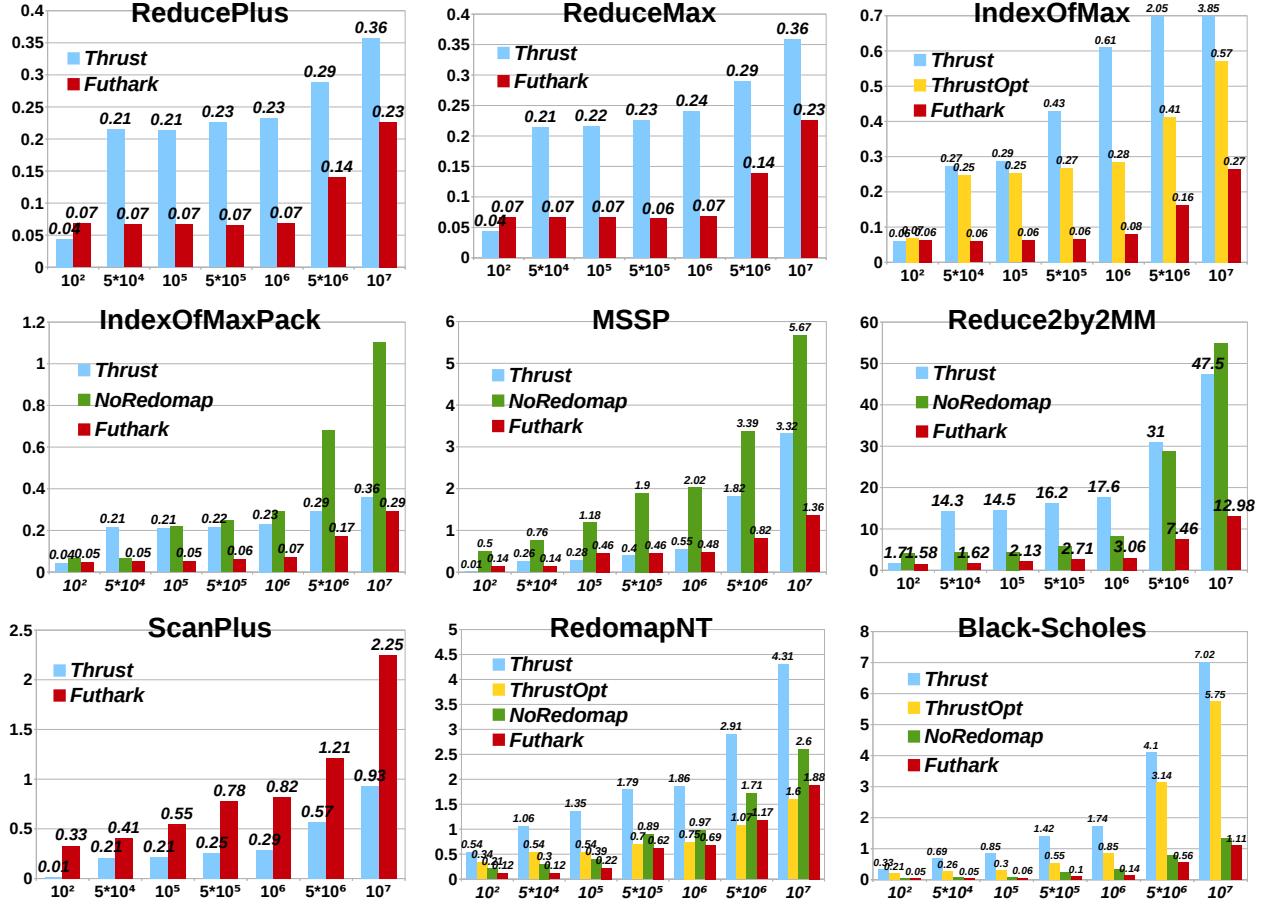 ReducePlus
0.4
0.35
0.3
0.25
0.2
0.15
0.1
0.05
0
Thrust
Futhark
0.04 0.07
0.21 0.07
0.21 0.07
0.23 0.07
0.23 0.07
0.29 0.14
0.36 0.23
10² 5*10⁴ 10⁵ 5*10⁵ 10⁶ 5*10⁶ 10⁷
ReduceMax
0.4
0.35
0.3
0.25
0.2
0.15
0.1
0.05
0
Thrust
Futhark
0.04 0.07
0.21 0.07
0.22 0.07
0.23 0.06
0.24 0.07
0.29 0.14
0.36 0.23
10² 5*10⁴ 10⁵ 5*10⁵ 10⁶ 5*10⁶ 10⁷
IndexOfMax
0.7
0.6
0.5
0.4
0.3
0.2
0.1
0
Thrust
ThrustOpt
Futhark
0.06 0.07 0.06
0.27 0.25 0.06
0.29 0.25 0.06
0.43 0.27 0.06
0.61 0.28 0.08
2.05 0.41 0.16
3.85 0.57 0.27
10² 5*10⁴ 10⁵ 5*10⁵ 10⁶ 5*10⁶ 10⁷
IndexOfMaxPack
1.2
1
0.8
0.6
0.4
0.2
0
Thrust
NoRedomap
Futhark
0.04 0.05
0.21 0.05
0.21 0.05
0.22 0.06
0.23 0.07
0.29 0.17
0.36 0.29
10² 5*10⁴ 10⁵ 5*10⁵ 10⁶ 5*10⁶ 10⁷
MSSP
6
5
4
3
2
1
0
Thrust
NoRedomap
Futhark
0.01 0.5 0.14
0.26 0.76 0.14
0.28 1.18 0.46
0.4 1.9 0.46
0.55 2.02 0.48
1.82 3.39 0.82
3.32 5.67 1.36
10² 5*10⁴ 10⁵ 5*10⁵ 10⁶ 5*10⁶ 10⁷
Reduce2by2MM
60
50
40
30
20
10
0
Thrust
NoRedomap
Futhark
1.71 1.58
14.3 1.62
14.5 2.13
16.2 2.71
17.6 3.06
31 7.46
47.5 12.98
10² 5*10⁴ 10⁵ 5*10⁵ 10⁶ 5*10⁶ 10⁷
ScanPlus
2.5
2
1.5
1
0.5
0
Thrust
Futhark
0.01 0.33
0.21 0.41
0.21 0.55
0.25 0.78
0.29 0.82
0.57 1.21
0.93 2.25
10² 5*10⁴ 10⁵ 5*10⁵ 10⁶ 5*10⁶ 10⁷
RedomapNT
5
4.5
4
3.5
3
2.5
2
1.5
1
0.5
0
Thrust
ThrustOpt
NoRedomap
Futhark
0.54 0.34 0.21 0.12
1.06 0.54 0.3 0.12
1.35 0.54 0.39 0.22
1.79 0.7 0.89 0.62
1.86 0.75 0.97 0.69
2.91 1.07 1.71 1.17
4.31 1.6 2.6 1.88
10² 5*10⁴ 10⁵ 5*10⁵ 10⁶ 5*10⁶ 10⁷
Black-Scholes
8
7
6
5
4
3
2
1
0
Thrust
ThrustOpt
NoRedomap
Futhark
0.33 0.21 0.05
0.69 0.26 0.05
0.85 0.3 0.06
1.42 0.55 0.1
1.74 0.85 0.14
4.1 3.14 0.56
7.02 5.75 1.11
10² 5*10⁴ 10⁵ 5*10⁵ 10⁶ 5*10⁶ 10⁷